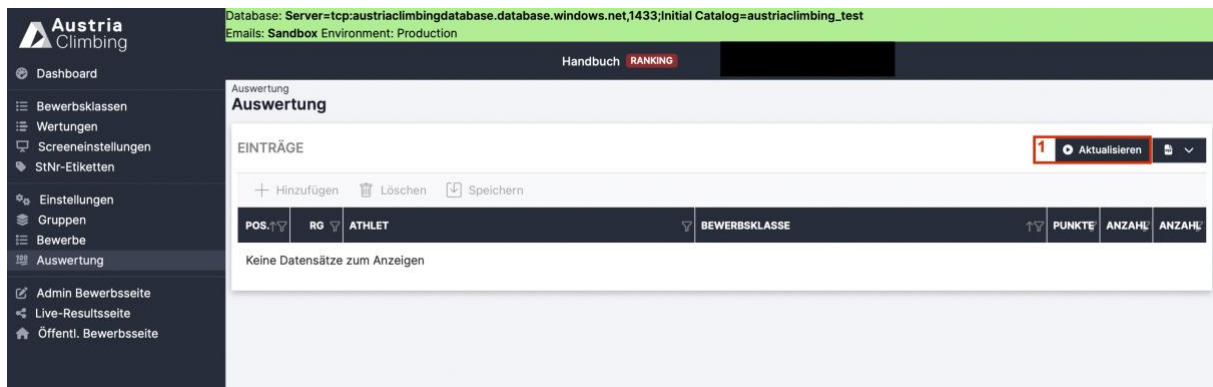 Austria
Climbing
Database: Server=tcp:austriaclimbingdatabase.database.windows.net,1433;Initial Catalog=austriaclimbing_test
Emails: Sandbox Environment: Production
Handbuch RANKING
Dashboard
Bewerbsklassen
Wertungen
Screeneinstellungen
StNr-Etiketten
Einstellungen
Gruppen
Bewerbe
Auswertung
Admin Bewerbsseite
Live-Resultsseite
Öffentl. Bewerbsseite
Auswertung
Auswertung
EINTRÄGE
1 Aktualisieren
Hinzufügen Löschen Speichern
POS. RG ATHLET BEWERBSKLASSE PUNKTE ANZAHL ANZAHL
Keine Datensätze zum Anzeigen